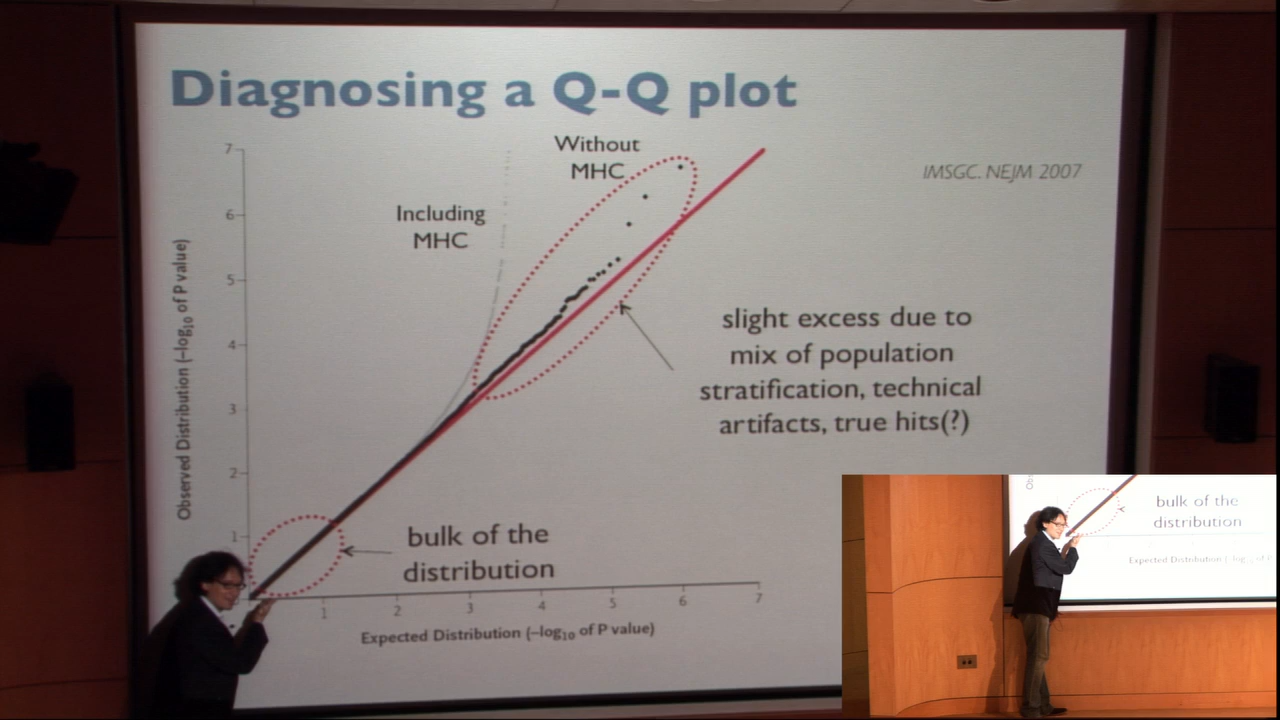 Diagnosing a Q-Q plot
Without
MHC
IMSGC. NEJM 2007
Including
MHC
7
6
5
4
3
2
1
Observed Distribution (–log10 of P value)
slight excess due to
mix of population
stratification, technical
artifacts, true hits(?)
bulk of the
distribution
1 2 3 4 5 6 7
Expected Distribution (–log10 of P value)
bulk of the
distribution